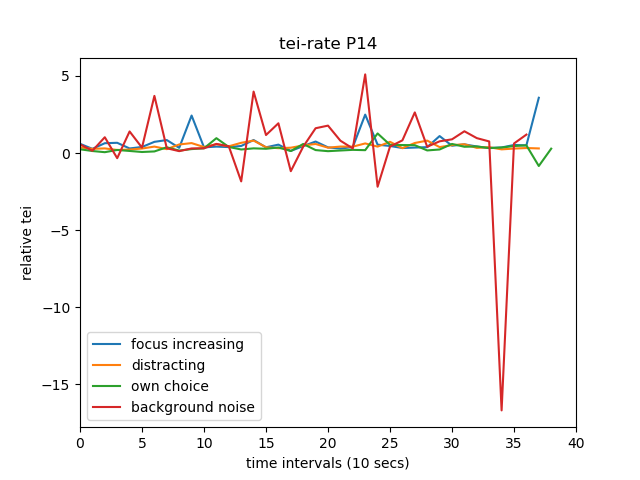 tei-rate P14
relative tei
5
0
−5
−10
−15
focus increasing
distracting
own choice
background noise
0 5 10 15 20 25 30 35 40
time intervals (10 secs)